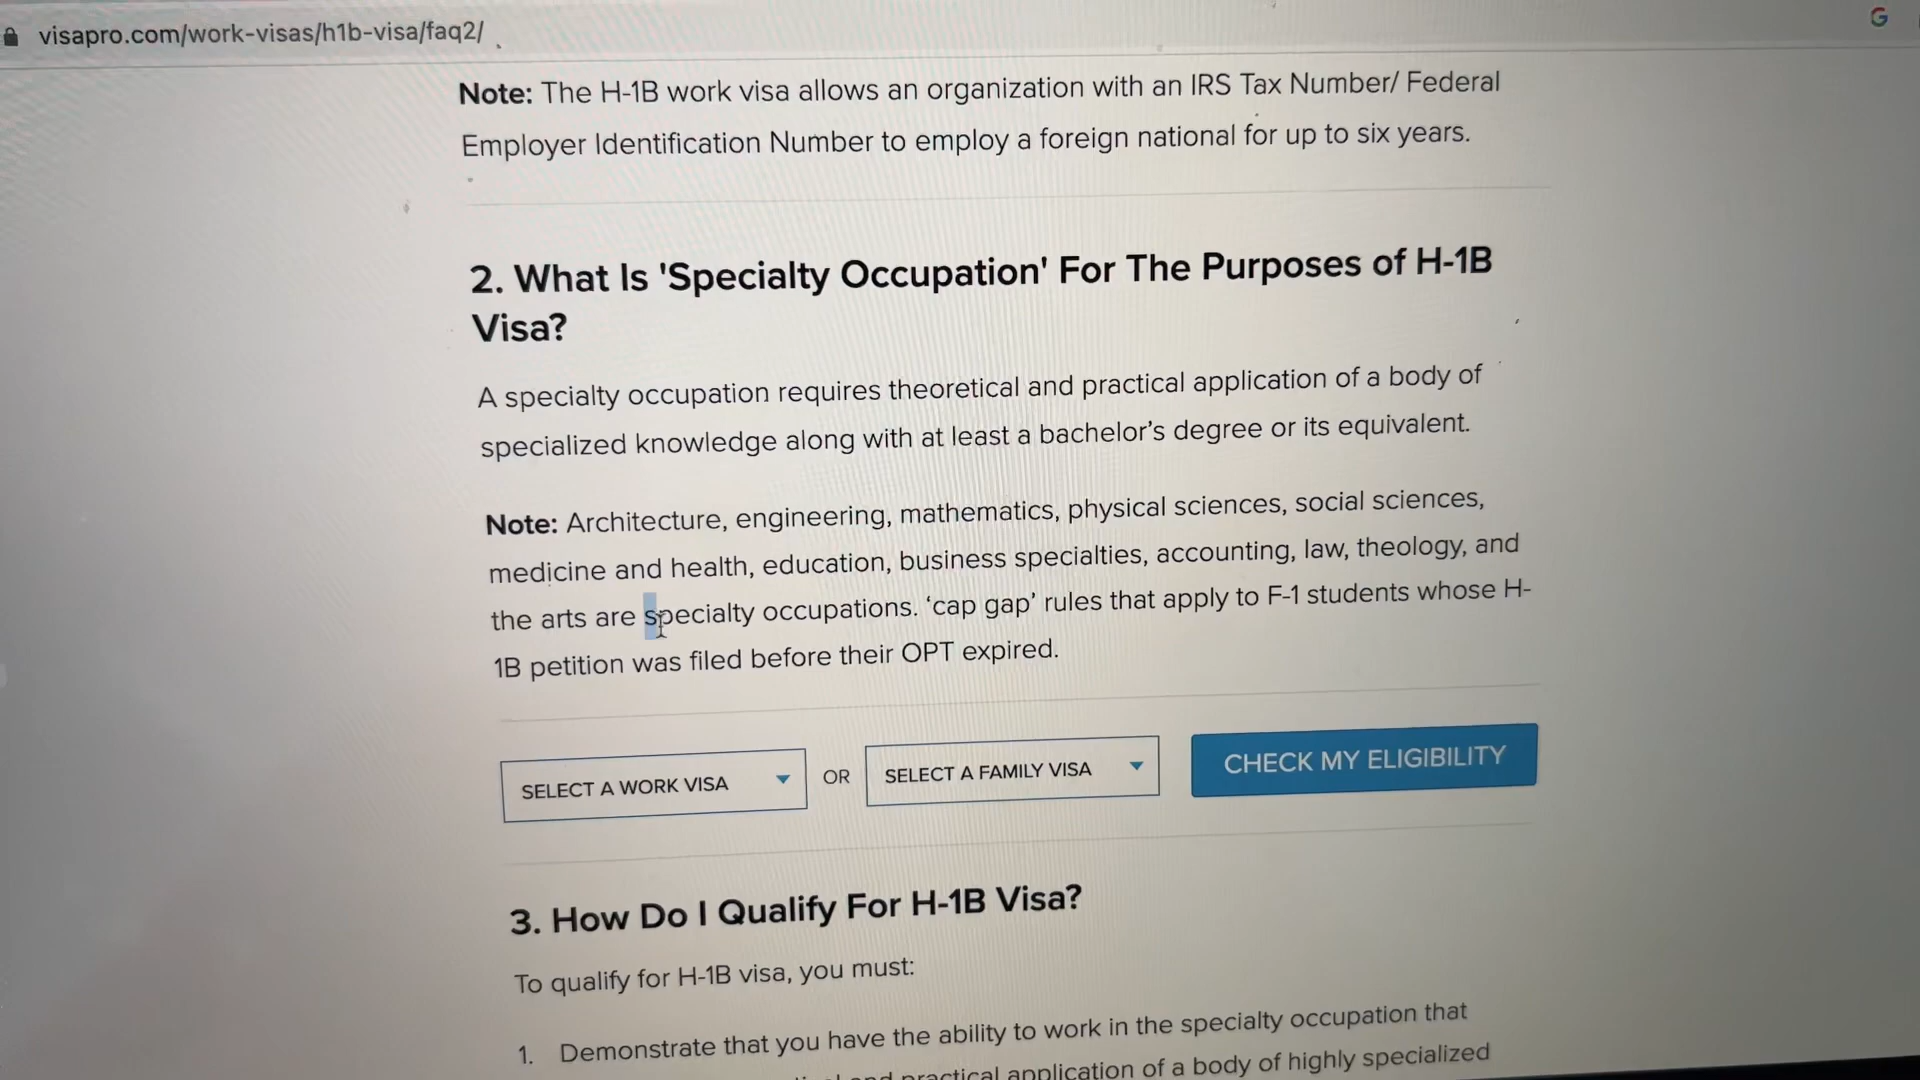 visapro.com/work-visas/h1b-visa/faq2/
Note: The H-1B work visa allows an organization with an IRS Tax Number/ Federal
Employer Identification Number to employ a foreign national for up to six years.
2. What Is 'Specialty Occupation' For The Purposes of H-1B
Visa?
A specialty occupation requires theoretical and practical application of a body of
specialized knowledge along with at least a bachelor’s degree or its equivalent.
Note: Architecture, engineering, mathematics, physical sciences, social sciences,
medicine and health, education, business specialties, accounting, law, theology, and
the arts are specialty occupations. ‘cap gap’ rules that apply to F-1 students whose H-
1B petition was filed before their OPT expired.
SELECT A WORK VISA OR SELECT A FAMILY VISA CHECK MY ELIGIBILITY
3. How Do I Qualify For H-1B Visa?
To qualify for H-1B visa, you must:
1. Demonstrate that you have the ability to work in the specialty occupation that
and practical application of a body of highly specialized